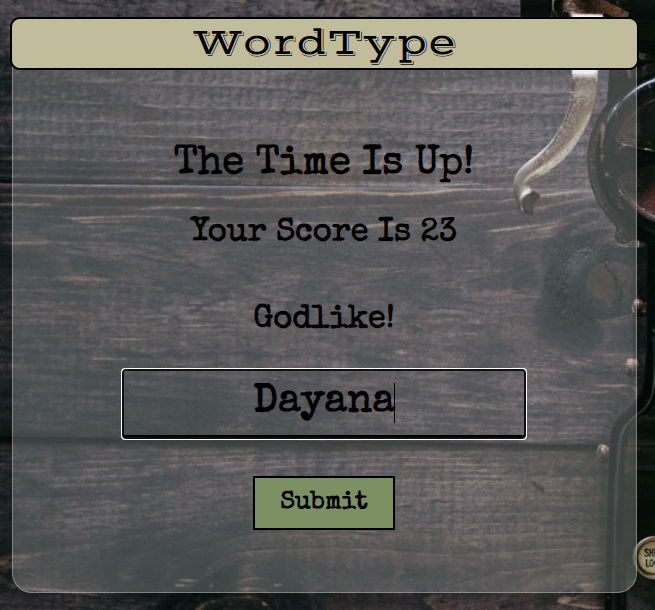 WordType
The Time Is Up!
Your Score Is 23
Godlike!
Dayana
Submit